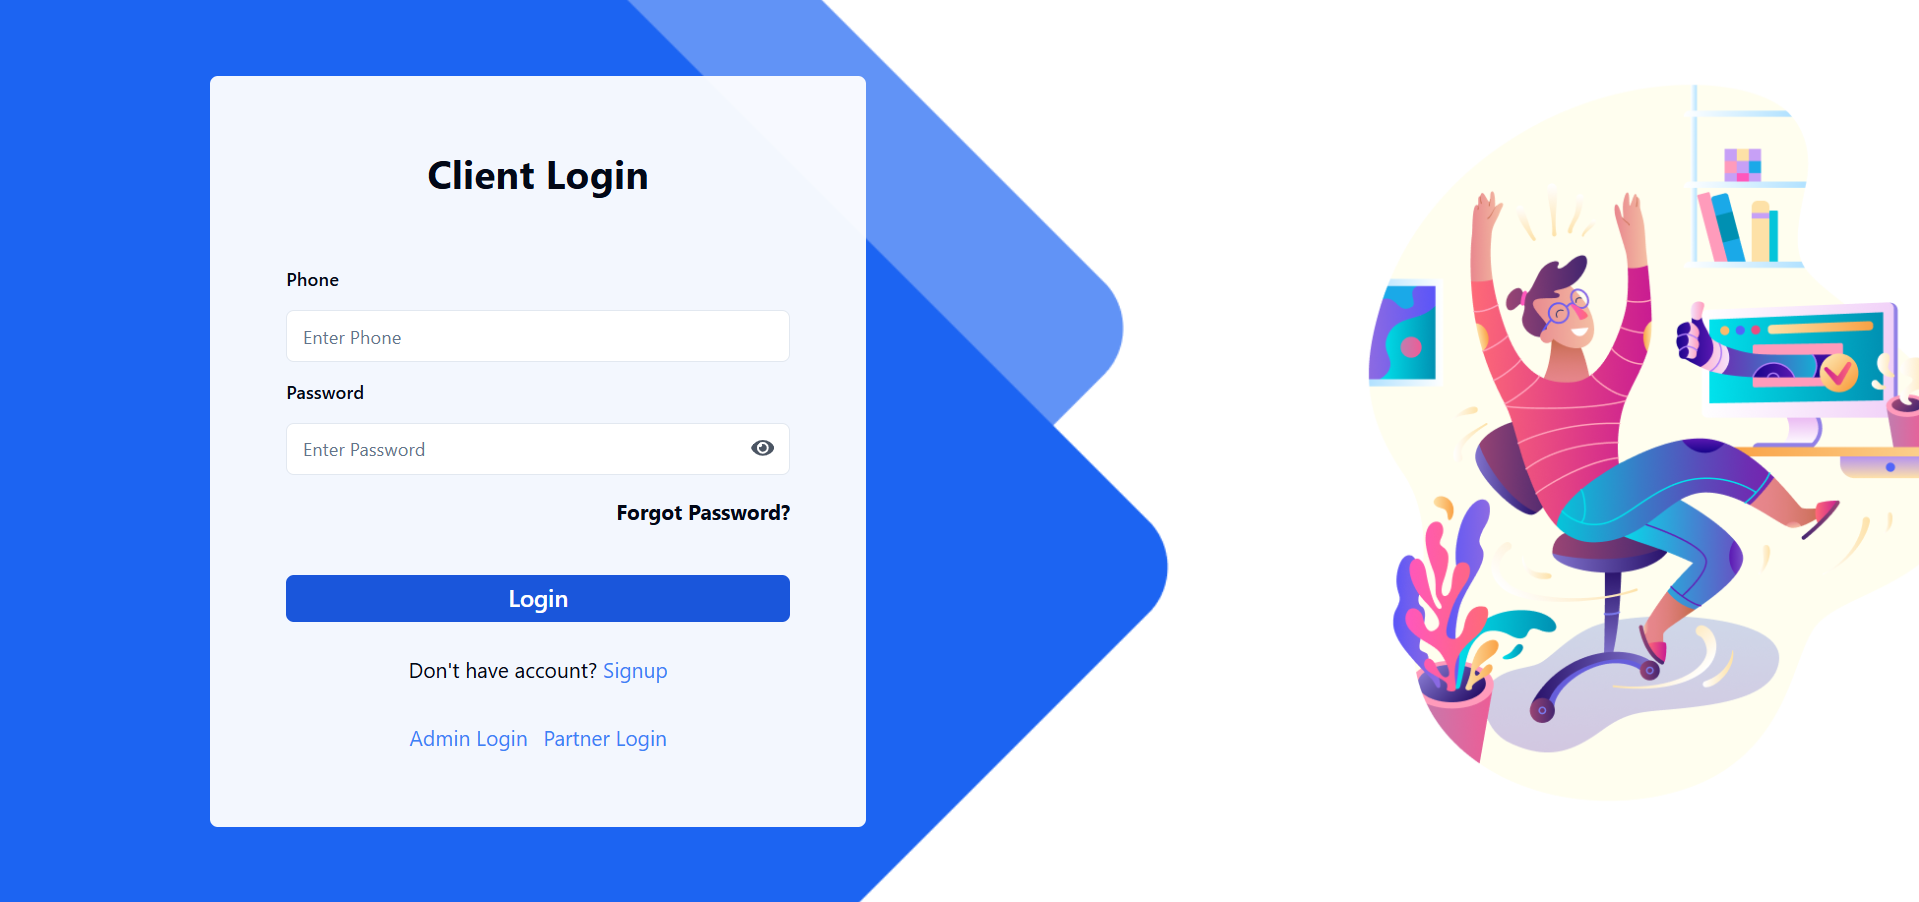 Client Login
Phone
Enter Phone
Password
Enter Password
Forgot Password?
Login
Don't have account? Signup
Admin Login Partner Login